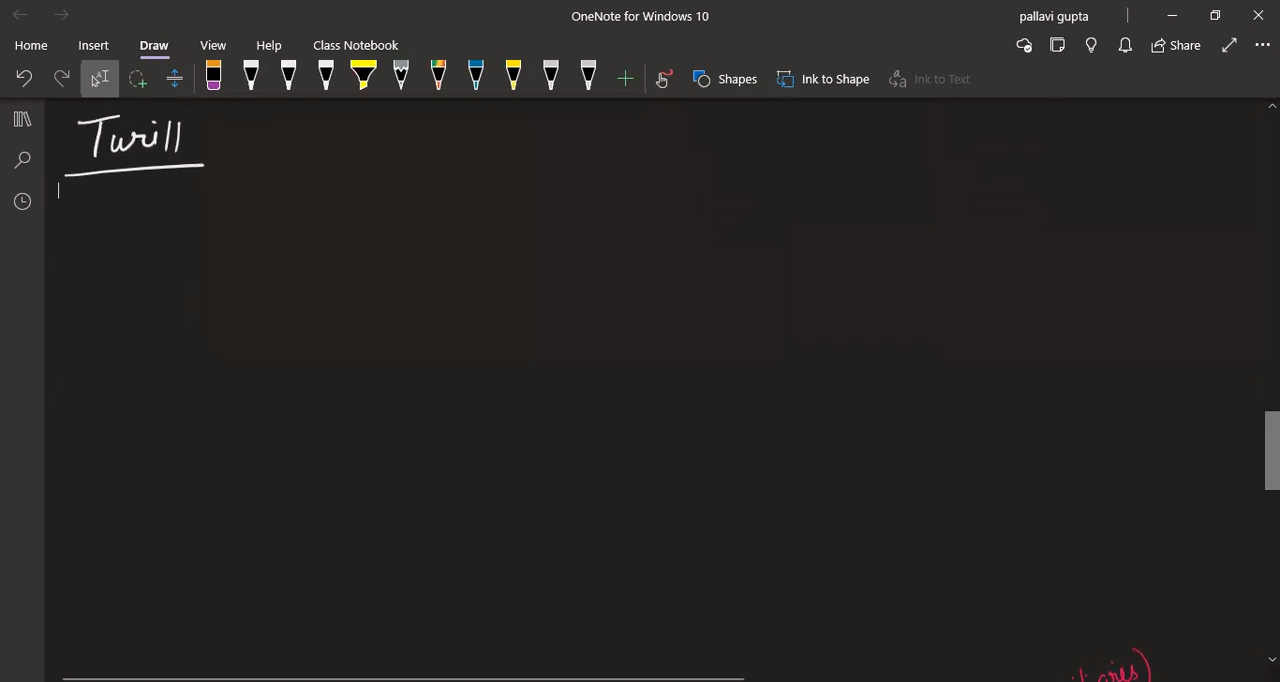 OneNote for Windows 10
pallavi gupta
Home Insert Draw View Help Class Notebook
Share
Shapes Ink to Shape Ink to Text
Twill